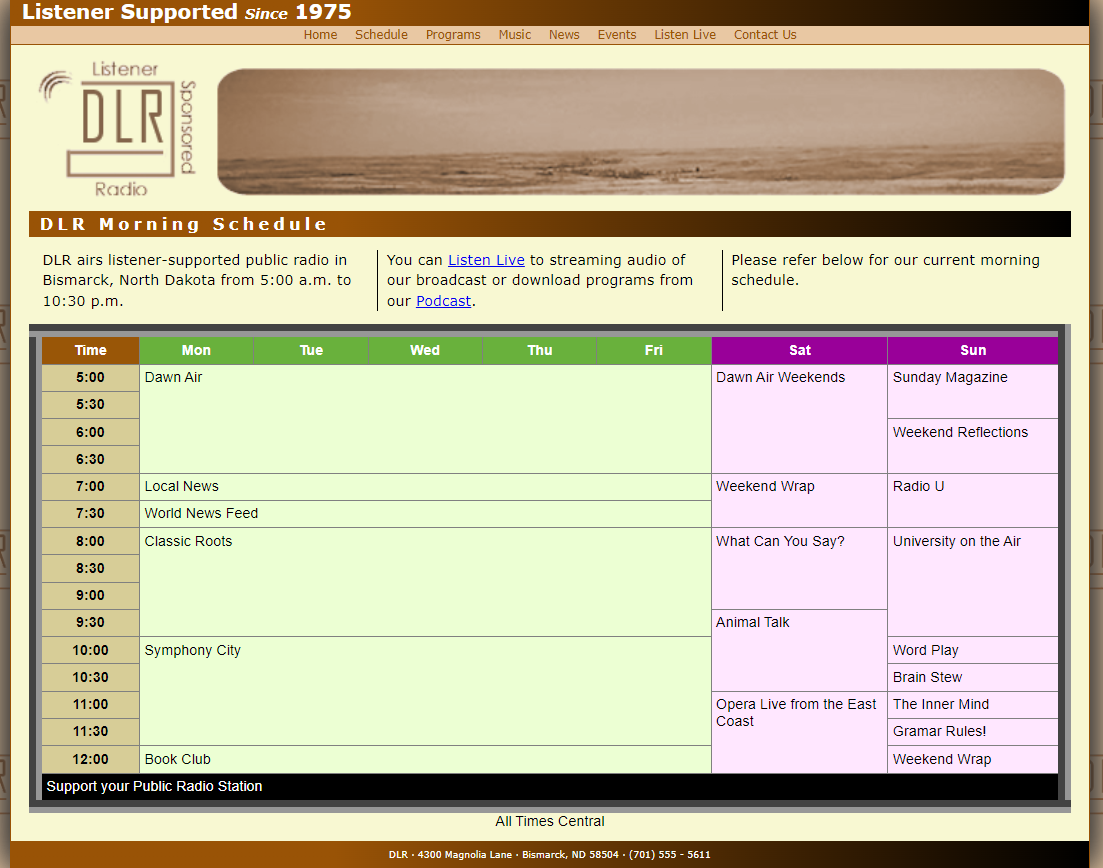 Listener Supported Since 1975
Home Schedule Programs Music News Events Listen Live Contact Us
Listener
DLR
Sponsored
Radio
DLR Morning Schedule
DLR airs listener-supported public radio in
Bismarck, North Dakota from 5:00 a.m. to
10:30 p.m.
You can Listen Live to streaming audio of
our broadcast or download programs from
our Podcast.
Please refer below for our current morning
schedule.
Time Mon Tue Wed Thu Fri Sat Sun
5:00 Dawn Air Dawn Air Weekends Sunday Magazine
5:30
6:00 Weekend Reflections
6:30
7:00 Local News Weekend Wrap Radio U
7:30 World News Feed
8:00 Classic Roots What Can You Say? University on the Air
8:30
9:00
9:30 Animal Talk
10:00 Symphony City Word Play
10:30 Brain Stew
11:00 Opera Live from the East The Inner Mind
Coast
11:30 Gramar Rules!
12:00 Book Club Weekend Wrap
Support your Public Radio Station
All Times Central
DLR · 4300 Magnolia Lane · Bismarck, ND 58504 · (701) 555 - 5611